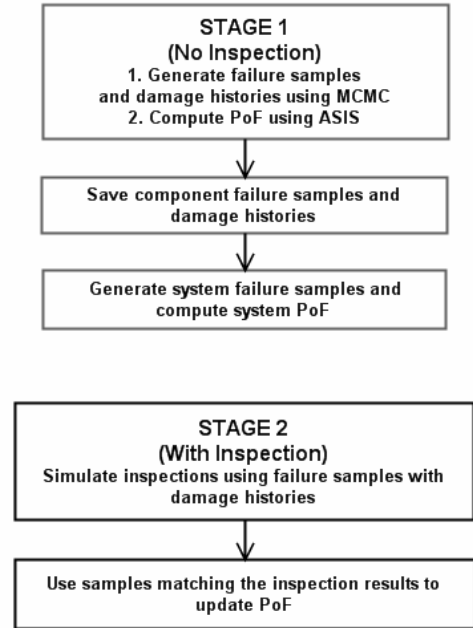 STAGE 1
(No Inspection)
1. Generate failure samples
and damage histories using MCMC
2. Compute PoF using ASIS
Save component failure samples and
damage histories
Generate system failure samples and
compute system PoF
STAGE 2
(With Inspection)
Simulate inspections using failure samples with
damage histories
Use samples matching the inspection results to
update PoF